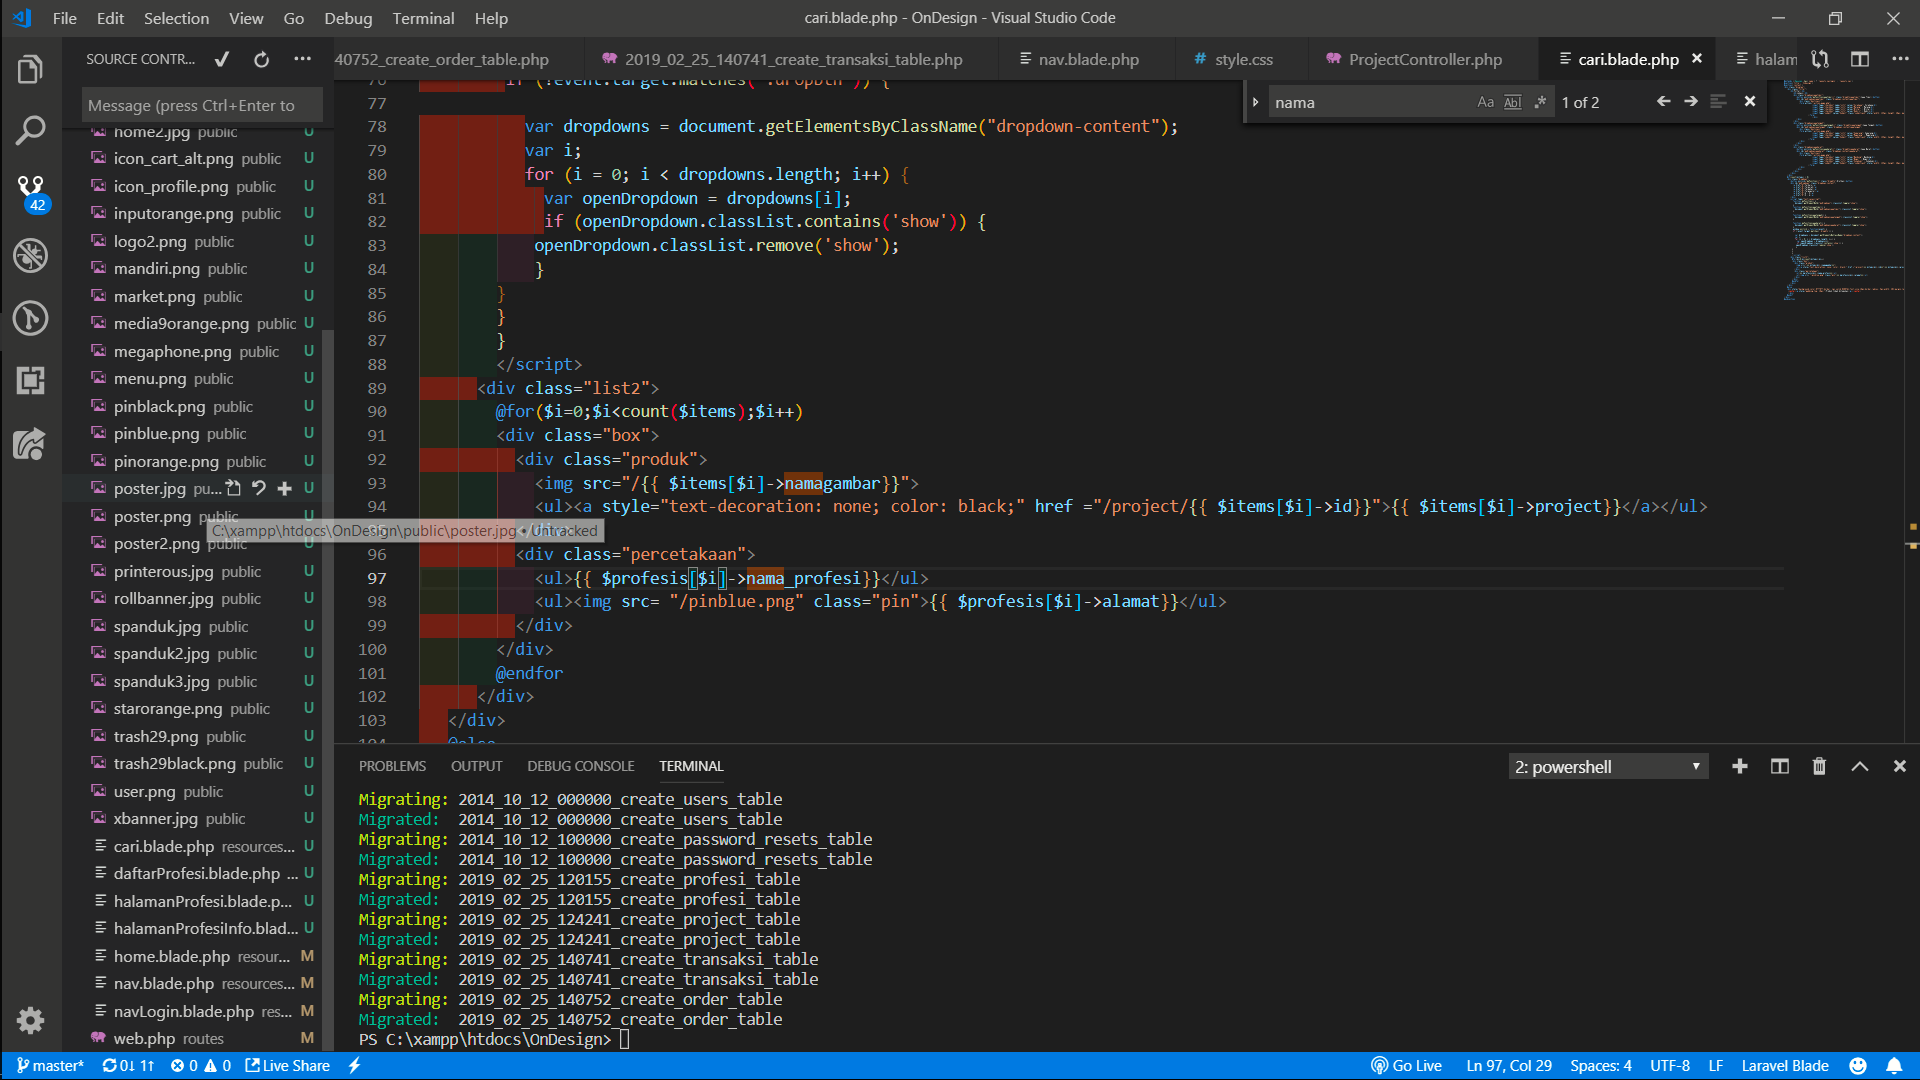 File Edit Selection View Go Debug Terminal Help
cari.blade.php - OnDesign - Visual Studio Code
SOURCE CONTR...
40752_create_order_table.php 2019_02_25_140741_create_transaksi_table.php nav.blade.php # style.css ProjectController.php cari.blade.php × halam
Message (press Ctrl+Enter to
nama Aa Abl .* 1 of 2
42
home2.jpg public U
icon_cart_alt.png public U
icon_profile.png public U
inputorange.png public U
logo2.png public U
mandiri.png public U
market.png public U
media9orange.png public U
megaphone.png public U
menu.png public U
pinblack.png public U
pinblue.png public U
pinorange.png public U
poster.jpg pu... U
poster.png public U
poster2.png public U
printerous.jpg public U
rollbanner.jpg public U
spanduk.jpg public U
spanduk2.jpg public U
spanduk3.jpg public U
starorange.png public U
trash29.png public U
trash29black.png public U
user.png public U
xbanner.jpg public U
cari.blade.php resources... U
daftarProfesi.blade.php ... U
halamanProfesi.blade.p... U
halamanProfesiInfo.blad... U
home.blade.php resour... M
nav.blade.php resources... M
navLogin.blade.php res... M
web.php routes M
C:\xampp\htdocs\OnDesign\public\poster.jpg • Untracked
76 if (!event.target.matches('.dropbtn')) {
77
78 var dropdowns = document.getElementsByClassName("dropdown-content");
79 var i;
80 for (i = 0; i < dropdowns.length; i++) {
81 var openDropdown = dropdowns[i];
82 if (openDropdown.classList.contains('show')) {
83 openDropdown.classList.remove('show');
84 }
85 }
86 }
87 }
88 </script>
89 <div class="list2">
90 @for($i=0;$i<count($items);$i++)
91 <div class="box">
92 <div class="produk">
93 <img src="/{{ $items[$i]->namagambar}}">
94 <ul><a style="text-decoration: none; color: black;" href ="/project/{{ $items[$i]->id}}">{{ $items[$i]->project}}</a></ul>
95 </div>
96 <div class="percetakaan">
97 <ul>{{ $profesis[$i]->nama_profesi}}</ul>
98 <ul><img src= "/pinblue.png" class="pin">{{ $profesis[$i]->alamat}}</ul>
99 </div>
100 </div>
101 @endfor
102 </div>
103 </div>
104 @else
PROBLEMS OUTPUT DEBUG CONSOLE TERMINAL 2: powershell
Migrating: 2014_10_12_000000_create_users_table
Migrated: 2014_10_12_000000_create_users_table
Migrating: 2014_10_12_100000_create_password_resets_table
Migrated: 2014_10_12_100000_create_password_resets_table
Migrating: 2019_02_25_120155_create_profesi_table
Migrated: 2019_02_25_120155_create_profesi_table
Migrating: 2019_02_25_124241_create_project_table
Migrated: 2019_02_25_124241_create_project_table
Migrating: 2019_02_25_140741_create_transaksi_table
Migrated: 2019_02_25_140741_create_transaksi_table
Migrating: 2019_02_25_140752_create_order_table
Migrated: 2019_02_25_140752_create_order_table
PS C:\xampp\htdocs\OnDesign>
master* 0↓ 1↑ 0 0 Live Share Go Live Ln 97, Col 29 Spaces: 4 UTF-8 LF Laravel Blade